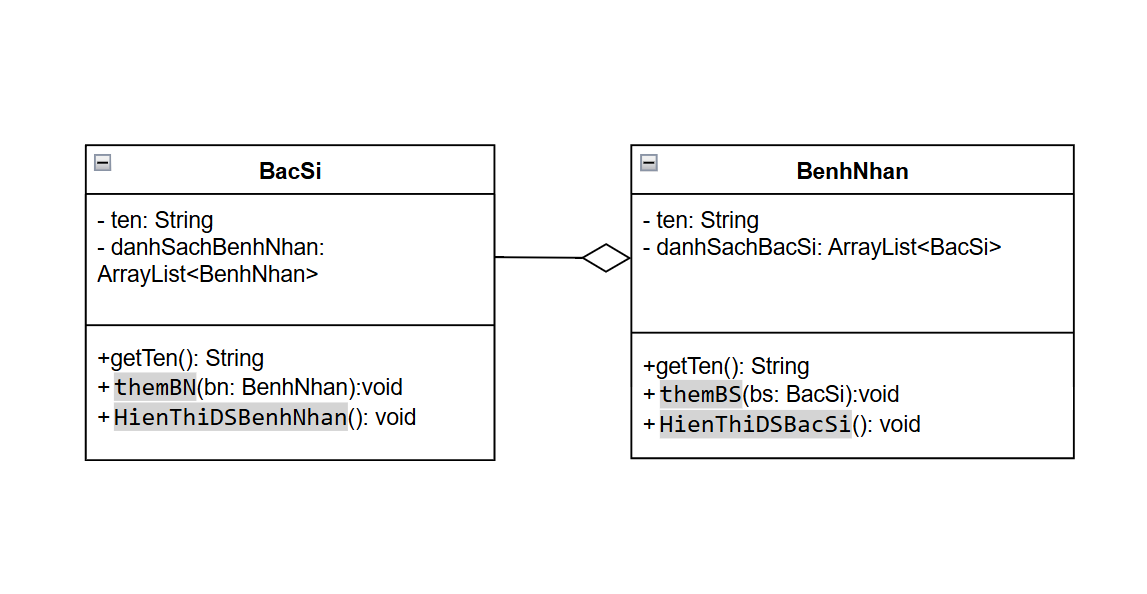 BacSi
- ten: String
- danhSachBenhNhan:
ArrayList<BenhNhan>
+getTen(): String
+ themBN(bn: BenhNhan):void
+ HienThiDSBenhNhan(): void
BenhNhan
- ten: String
- danhSachBacSi: ArrayList<BacSi>
+getTen(): String
+ themBS(bs: BacSi):void
+ HienThiDSBacSi(): void